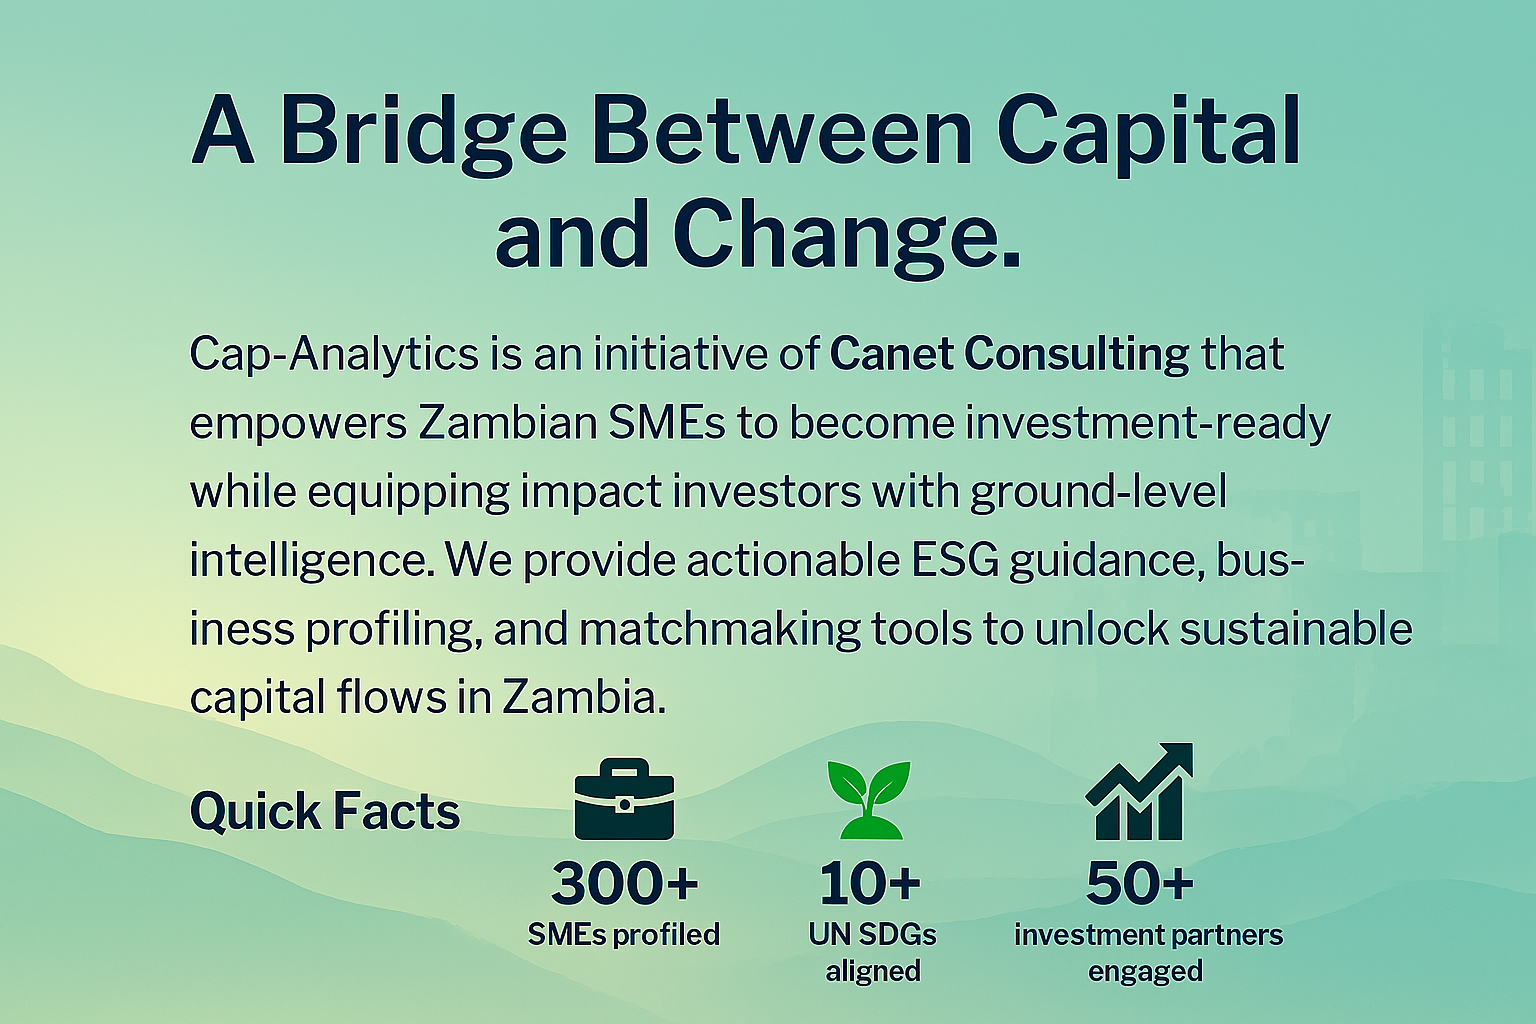 A Bridge Between Capital
and Change.
Cap-Analytics is an initiative of Canet Consulting that
empowers Zambian SMEs to become investment-ready
while equipping impact investors with ground-level
intelligence. We provide actionable ESG guidance, bus-
iness profiling, and matchmaking tools to unlock sustainable
capital flows in Zambia.
Quick Facts
300+
SMEs profiled
10+
UN SDGs
aligned
50+
investment partners
engaged